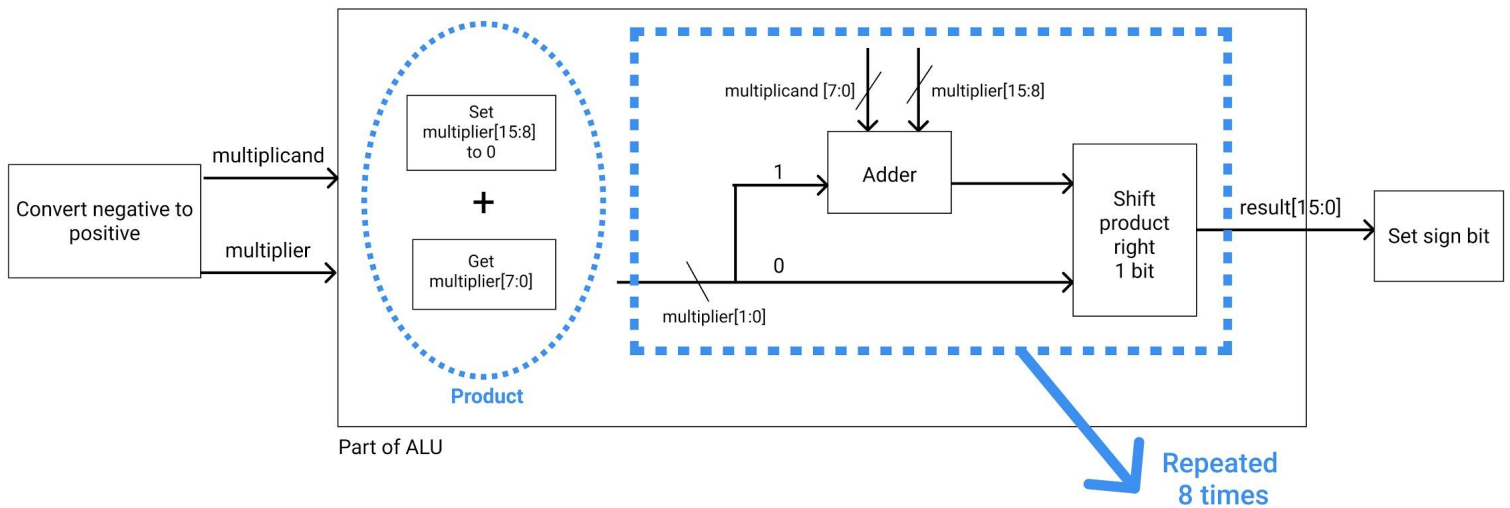 Convert negative to
positive
multiplicand
multiplier
Set
multiplier[15:8]
to 0
+
Get
multiplier[7:0]
Product
Part of ALU
multiplicand [7:0]
multiplier[15:8]
1
Adder
0
multiplier[1:0]
Shift
product
right
1 bit
result[15:0]
Set sign bit
Repeated
8 times